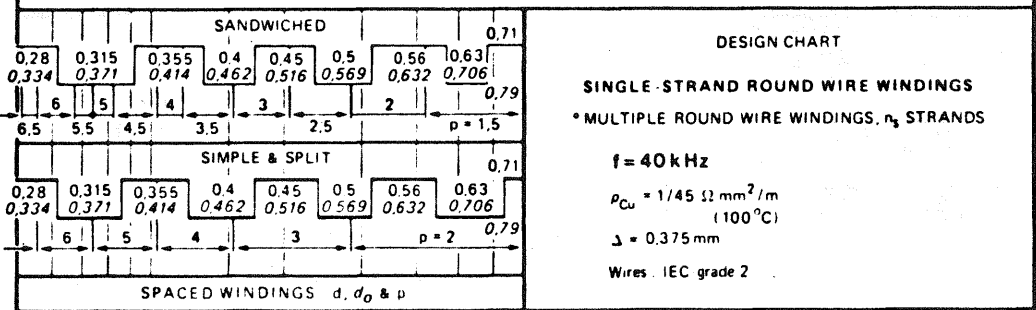 SANDWICHED
0,71
0,28 0,315 0,355 0,4 0,45 0,5 0,56 0,63
0,334 0,371 0,414 0,462 0,516 0,569 0,632 0,706
0,79
6 5 4 3 2
6,5 5,5 4,5 3,5 2,5 p = 1,5
SIMPLE & SPLIT
0,71
0,28 0,315 0,355 0,4 0,45 0,5 0,56 0,63
0,334 0,371 0,414 0,462 0,516 0,569 0,632 0,706
0,79
6 5 4 3 p = 2
SPACED WINDINGS d, do & p
DESIGN CHART
SINGLE-STRAND ROUND WIRE WINDINGS
* MULTIPLE ROUND WIRE WINDINGS, ns STRANDS
f = 40 kHz
ρCu = 1/45 Ω mm²/m
(100 °C)
Δ = 0,375 mm
Wires . IEC grade 2